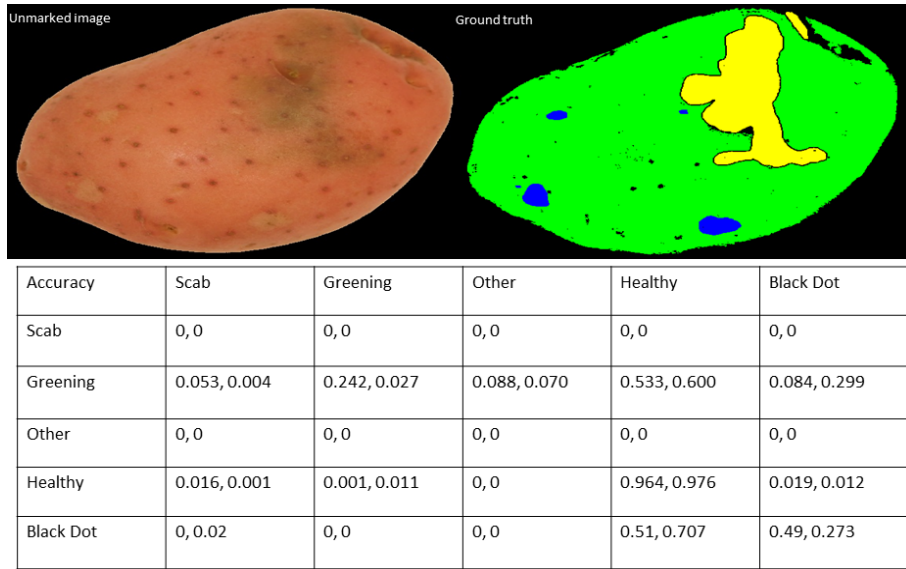 Unmarked image
Ground truth
Accuracy Scab Greening Other Healthy Black Dot
Scab 0, 0 0, 0 0, 0 0, 0 0, 0
Greening 0.053, 0.004 0.242, 0.027 0.088, 0.070 0.533, 0.600 0.084, 0.299
Other 0, 0 0, 0 0, 0 0, 0 0, 0
Healthy 0.016, 0.001 0.001, 0.011 0, 0 0.964, 0.976 0.019, 0.012
Black Dot 0, 0.02 0, 0 0, 0 0.51, 0.707 0.49, 0.273